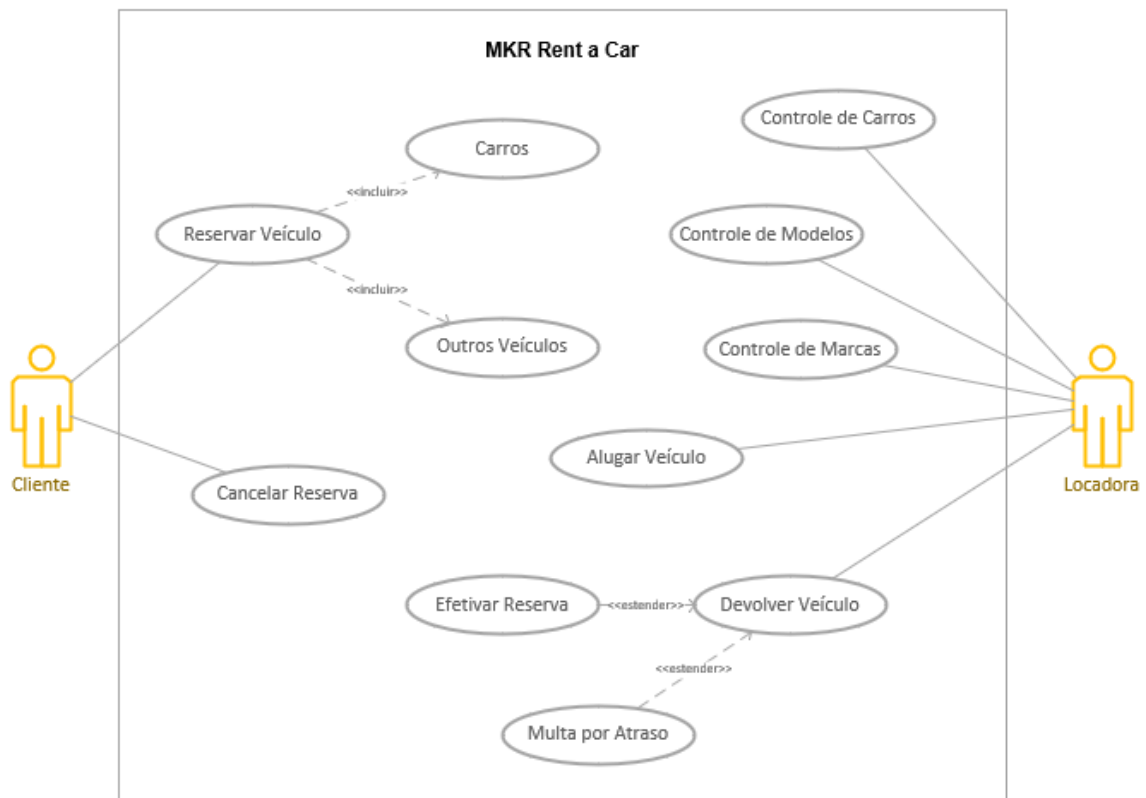 MKR Rent a Car
Controle de Carros
Carros
<<incluir>>
Reservar Veículo
Controle de Modelos
<<incluir>>
Outros Veículos
Controle de Marcas
Alugar Veículo
Cliente
Locadora
Cancelar Reserva
Efetivar Reserva
<<estender>>
Devolver Veículo
<<estender>>
Multa por Atraso